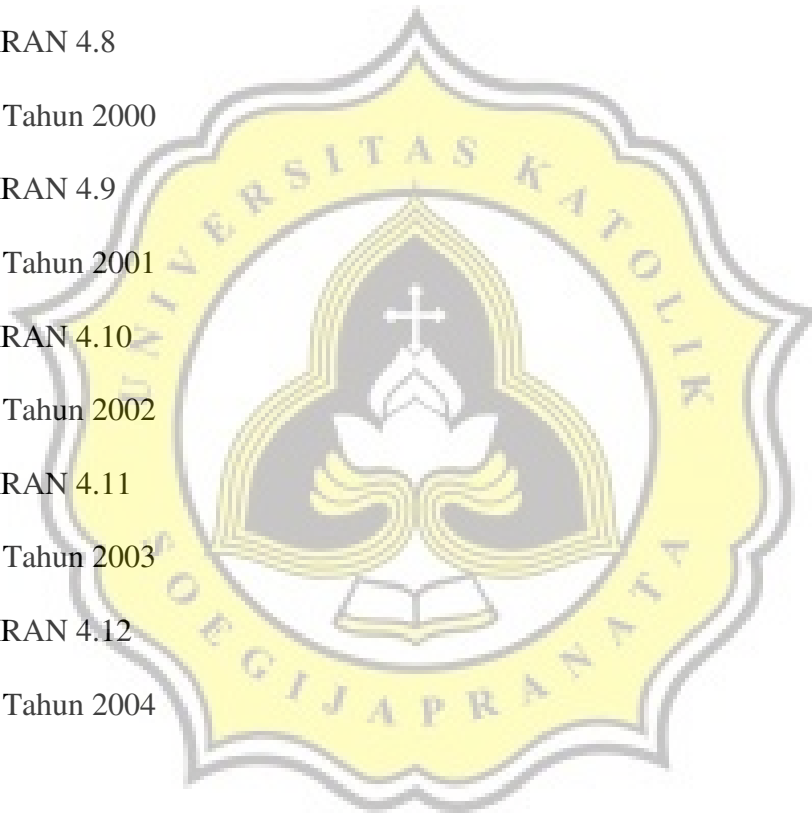 RAN 4.8
Tahun 2000
RAN 4.9
Tahun 2001
RAN 4.10
Tahun 2002
RAN 4.11
Tahun 2003
RAN 4.12
Tahun 2004
UNIVERSITAS KATOLIK
SOEGIJAPRANATA